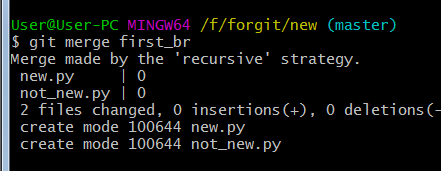 User@User-PC MINGW64 /f/forgit/new (master)
$ git merge first_br
Merge made by the 'recursive' strategy.
 new.py     | 0
 not_new.py | 0
 2 files changed, 0 insertions(+), 0 deletions(-
 create mode 100644 new.py
 create mode 100644 not_new.py